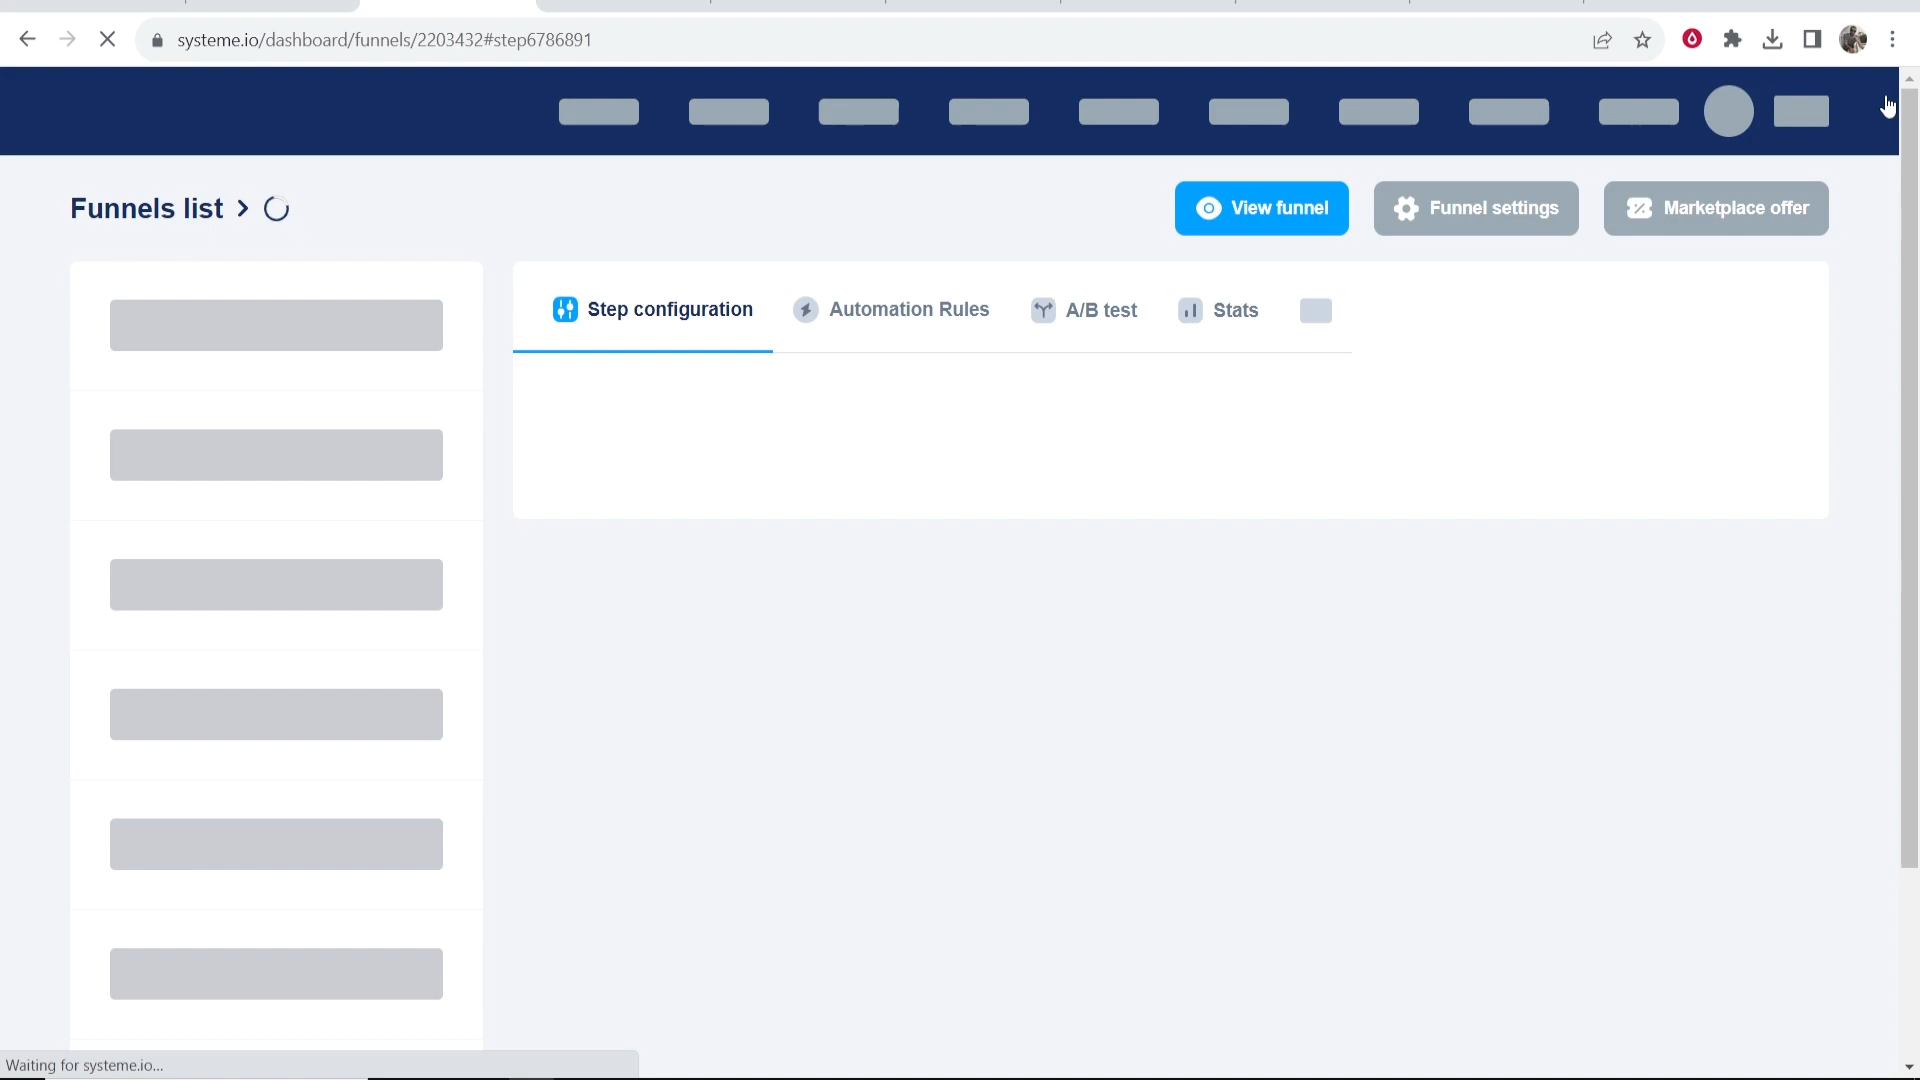 systeme.io/dashboard/funnels/2203432#step6786891
Funnels list >
View funnel
Funnel settings
Marketplace offer
Step configuration
Automation Rules
A/B test
Stats
Waiting for systeme.io...